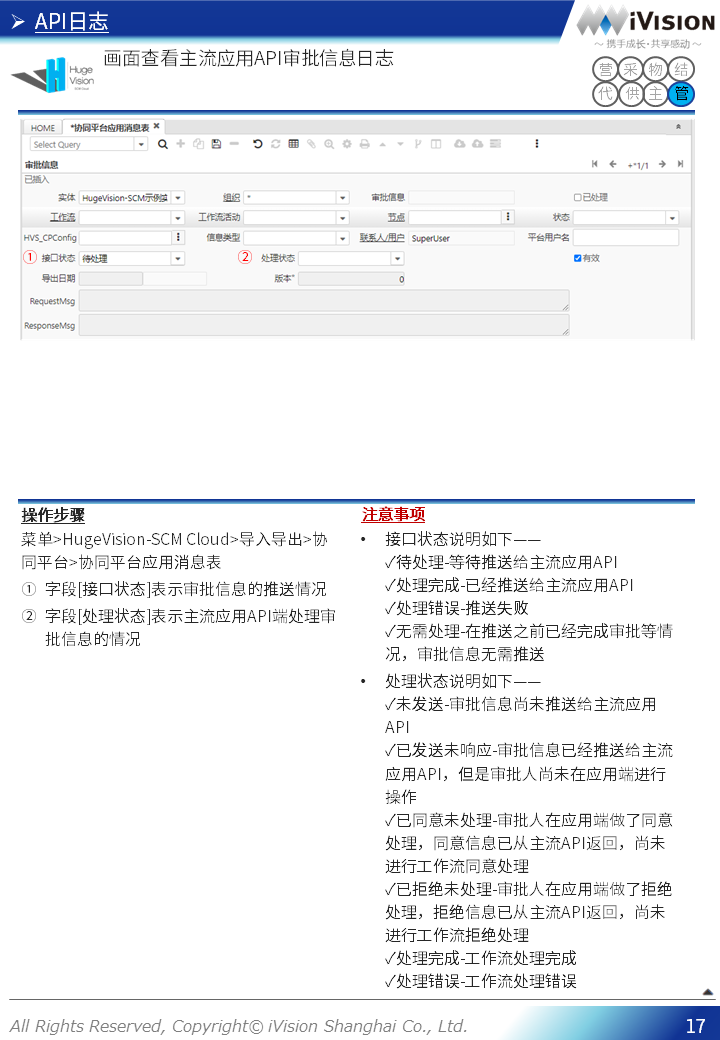 API日志
iVISION
～ 携手成长·共享感动 ～
Huge
Vision
SCM Cloud
画面查看主流应用API审批信息日志
营 采 物 结
代 供 主 管
HOME *协同平台应用消息表
Select Query
审批信息
+*1/1
已插入
实体 HugeVision-SCM示例 组织 * 审批信息 已处理
工作流 工作流活动 节点 状态
HVS_CPConfig 信息类型 联系人/用户 SuperUser 平台用户名
① 接口状态 待处理 ② 处理状态 有效
导出日期 版本* 0
RequestMsg
ResponseMsg
操作步骤
菜单>HugeVision-SCM Cloud>导入导出>协
同平台>协同平台应用消息表
① 字段[接口状态]表示审批信息的推送情况
② 字段[处理状态]表示主流应用API端处理审
批信息的情况
注意事项
• 接口状态说明如下——
✓待处理-等待推送给主流应用API
✓处理完成-已经推送给主流应用API
✓处理错误-推送失败
✓无需处理-在推送之前已经完成审批等情
况，审批信息无需推送
• 处理状态说明如下——
✓未发送-审批信息尚未推送给主流应用
API
✓已发送未响应-审批信息已经推送给主流
应用API，但是审批人尚未在应用端进行
操作
✓已同意未处理-审批人在应用端做了同意
处理，同意信息已从主流API返回，尚未
进行工作流同意处理
✓已拒绝未处理-审批人在应用端做了拒绝
处理，拒绝信息已从主流API返回，尚未
进行工作流拒绝处理
✓处理完成-工作流处理完成
✓处理错误-工作流处理错误
All Rights Reserved, Copyright© iVision Shanghai Co., Ltd.
17